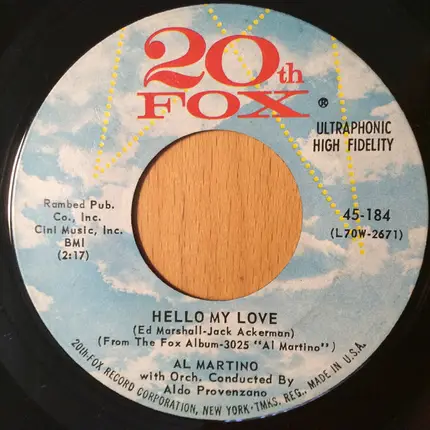 20th
FOX ®
ULTRAPHONIC
HIGH FIDELITY
Rambed Pub.
Co., Inc.
Cini Music, Inc.
BMI
(2:17)
45-184
(L70W-2671)
HELLO MY LOVE
(Ed Marshall-Jack Ackerman)
(From The Fox Album-3025 "Al Martino")
AL MARTINO
with Orch. Conducted By
Aldo Provenzano
20th-FOX RECORD CORPORATION, NEW YORK-TMKS. REG., MADE IN U.S.A.